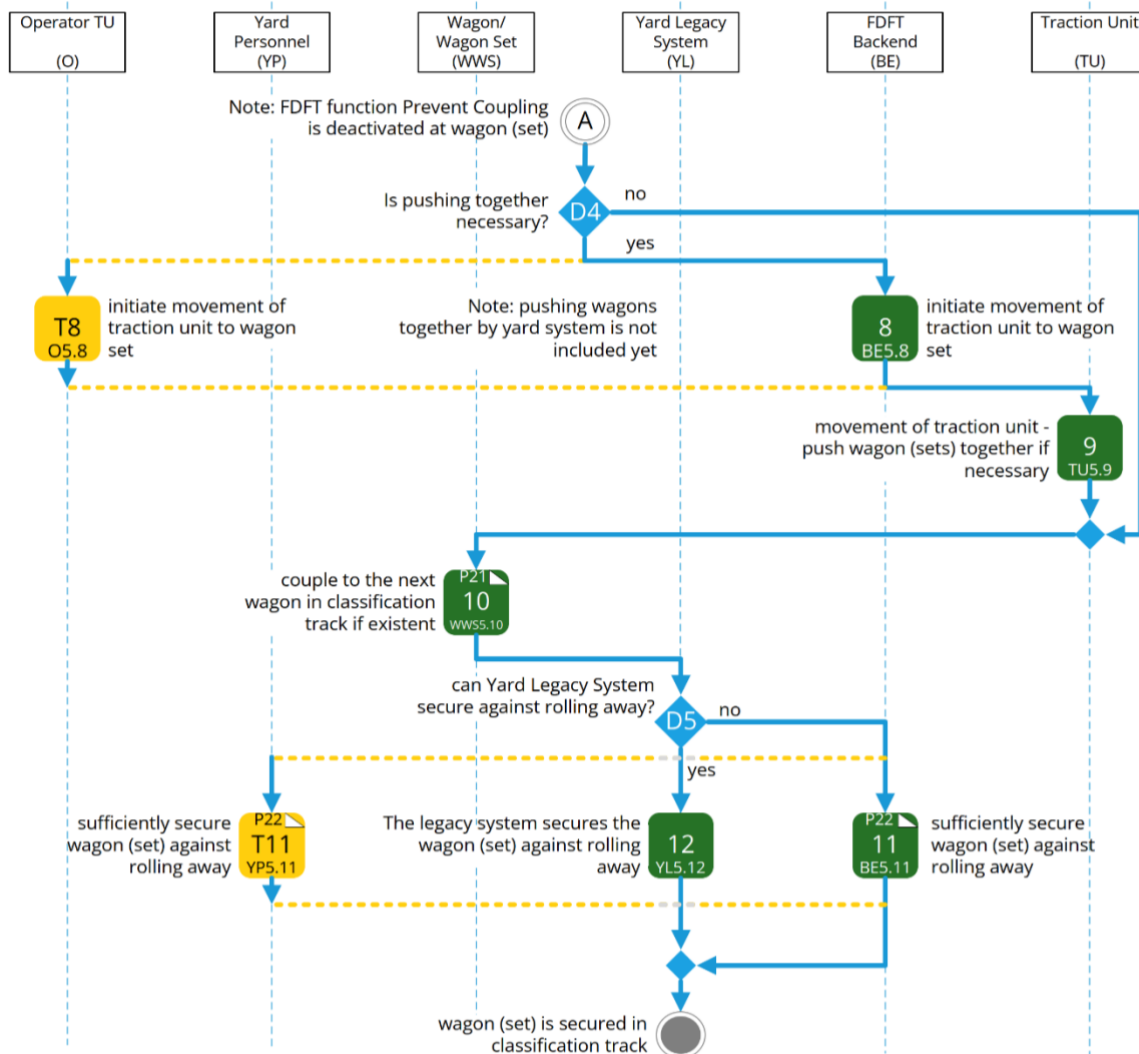 Operator TU
(O)
Yard
Personnel
(YP)
Wagon/
Wagon Set
(WWS)
Yard Legacy
System
(YL)
FDFT
Backend
(BE)
Traction Unit
(TU)
Note: FDFT function Prevent Coupling
is deactivated at wagon (set)
A
Is pushing together
necessary?
D4
no
yes
T8
O5.8
initiate movement of
traction unit to wagon
set
Note: pushing wagons
together by yard system is not
included yet
8
BE5.8
initiate movement of
traction unit to wagon
set
movement of traction unit -
push wagon (sets) together if
necessary
9
TU5.9
couple to the next
wagon in classification
track if existent
P21
10
WWS5.10
can Yard Legacy System
secure against rolling away?
D5
no
yes
sufficiently secure
wagon (set) against
rolling away
P22
T11
YP5.11
The legacy system secures the
wagon (set) against rolling
away
12
YL5.12
P22
11
BE5.11
sufficiently secure
wagon (set) against
rolling away
wagon (set) is secured in
classification track